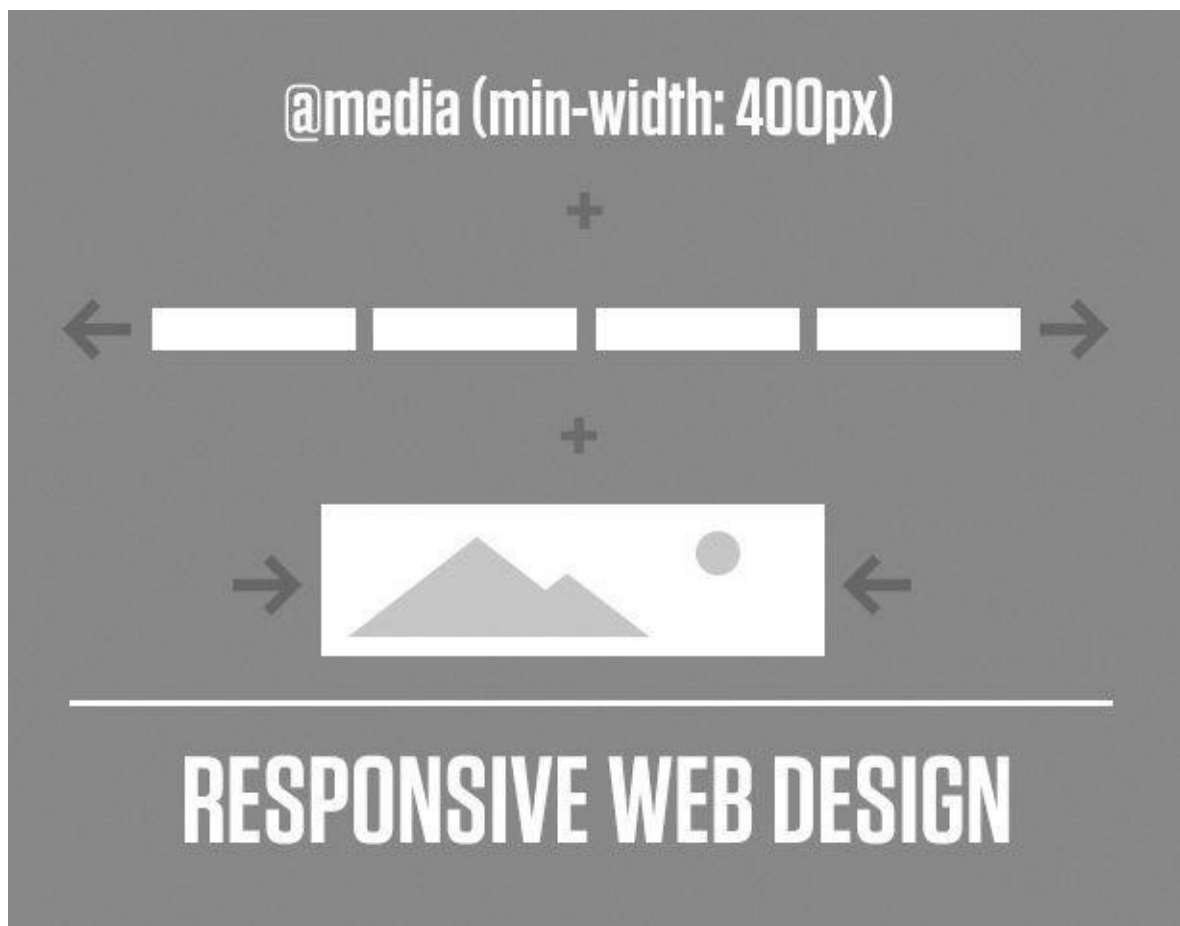 @media (min-width: 400px)
+
+
RESPONSIVE WEB DESIGN